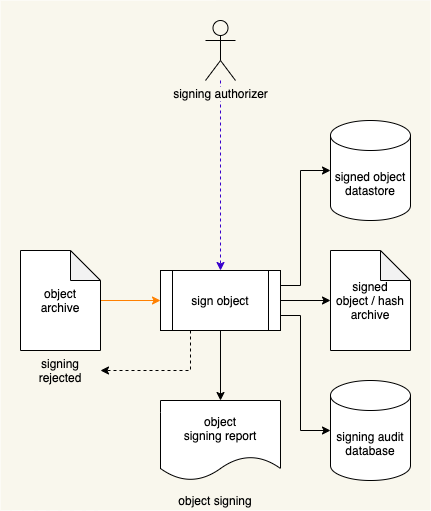 signing authorizer
signed object
datastore
object
archive
sign object
signed
object / hash
archive
signing
rejected
object
signing report
signing audit
database
object signing